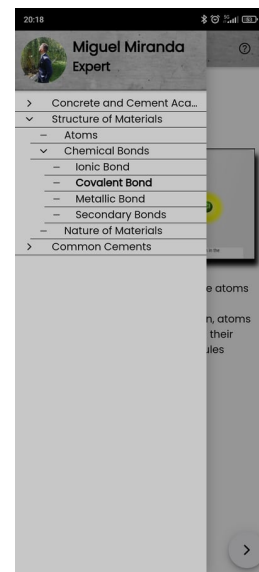 20:18
Miguel Miranda
Expert
Concrete and Cement Aca...
Structure of Materials
Atoms
Chemical Bonds
Ionic Bond
Covalent Bond
Metallic Bond
Secondary Bonds
Nature of Materials
Common Cements
e atoms
n, atoms
their
ules